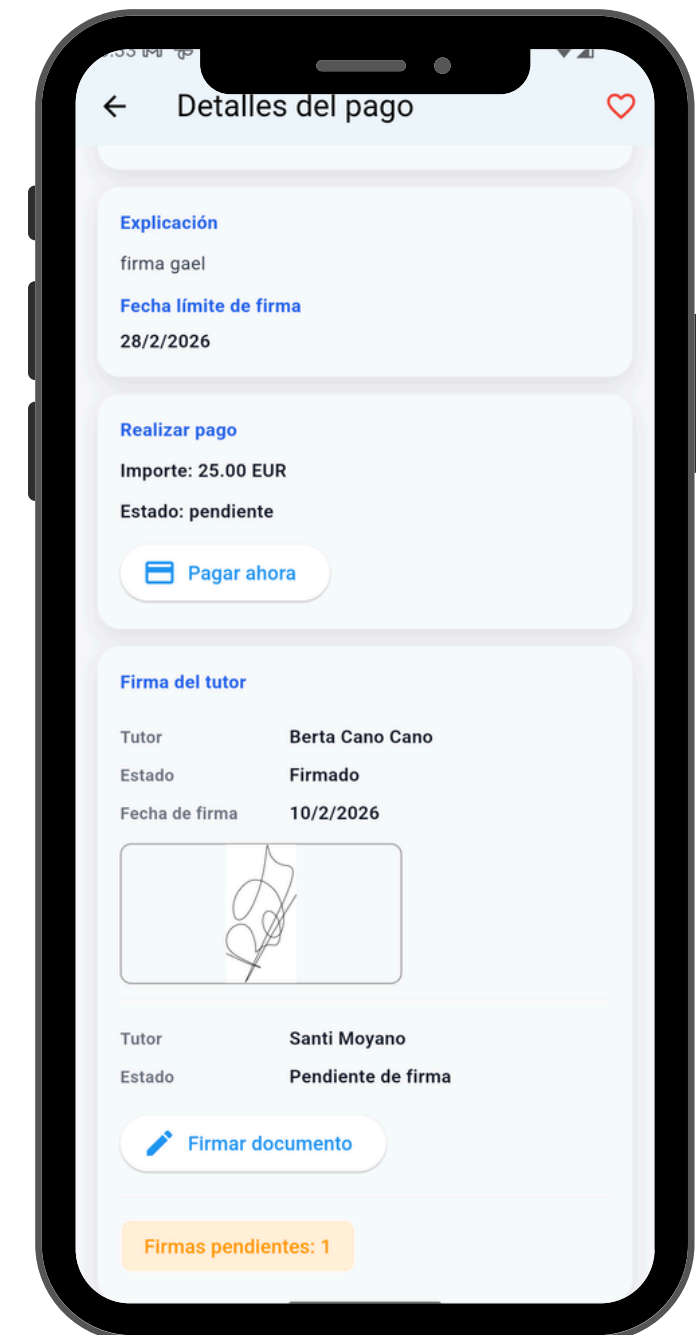 Detalles del pago
Explicación
firma gael
Fecha límite de firma
28/2/2026
Realizar pago
Importe: 25.00 EUR
Estado: pendiente
Pagar ahora
Firma del tutor
Tutor Berta Cano Cano
Estado Firmado
Fecha de firma 10/2/2026
Tutor Santi Moyano
Estado Pendiente de firma
Firmar documento
Firmas pendientes: 1